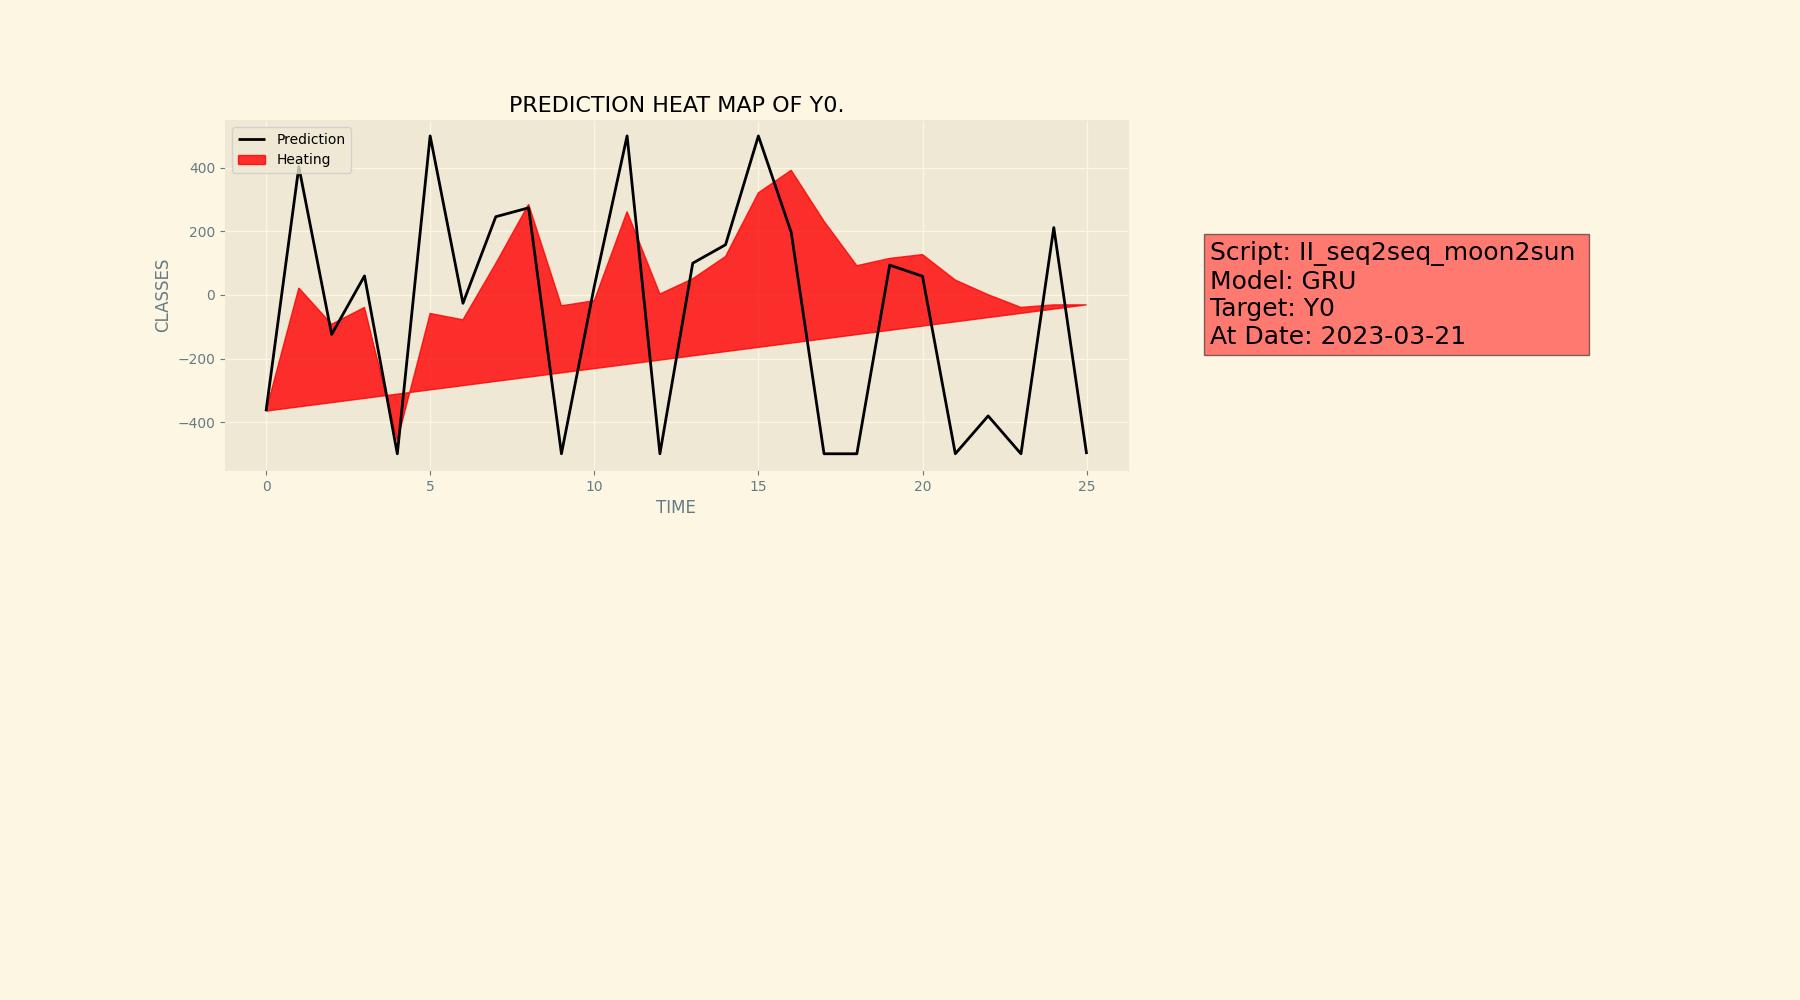 PREDICTION HEAT MAP OF Y0.
Prediction
Heating
400
200
0
−200
−400
CLASSES
0 5 10 15 20 25
TIME
Script: II_seq2seq_moon2sun
Model: GRU
Target: Y0
At Date: 2023-03-21